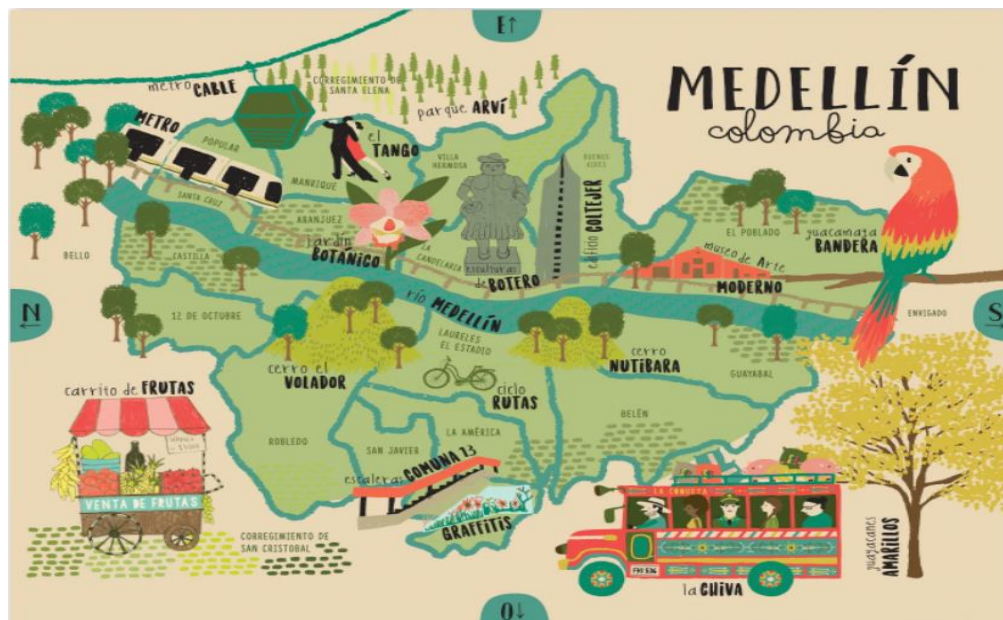 E↑
MEDELLÍN
colombia
metro CABLE
CORREGIMIENTO DE
SANTA ELENA
parque ARVÍ
METRO
POPULAR
el
TANGO
MANRIQUE
VILLA
HERMOSA
BUENOS
AIRES
SANTA CRUZ
ARANJUEZ
jardín
BOTÁNICO
LA
CANDELARIA
esculturas
de BOTERO
edificio COLTEJER
EL POBLADO
guacamaya
BANDERA
museo de Arte
MODERNO
BELLO
CASTILLA
río MEDELLÍN
N
←
S
ENVIGADO
12 DE OCTUBRE
LAURELES
EL ESTADIO
cerro el
VOLADOR
ciclo
RUTAS
cerro
NUTIBARA
GUAYABAL
carrito de FRUTAS
VENTA DE FRUTAS
ROBLEDO
SAN JAVIER
LA AMÉRICA
BELÉN
escaleras COMUNA 13
GRAFFITIS
CORREGIMIENTO DE
SAN CRISTOBAL
la CHIVA
guayacanes
AMARILLOS
O↓